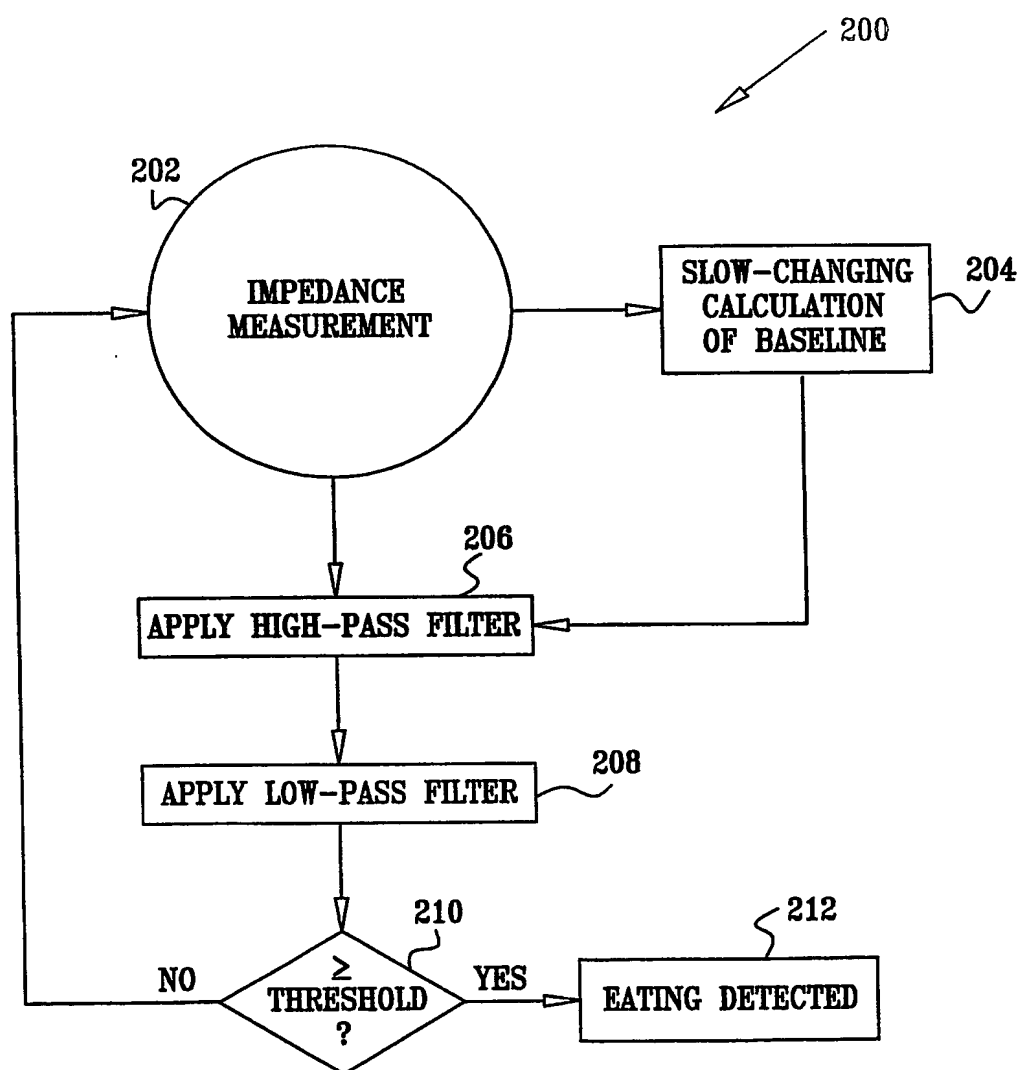 200
202
IMPEDANCE
MEASUREMENT
SLOW-CHANGING
CALCULATION
OF BASELINE
204
206
APPLY HIGH-PASS FILTER
APPLY LOW-PASS FILTER
208
210
212
NO
≥
THRESHOLD
?
YES
EATING DETECTED